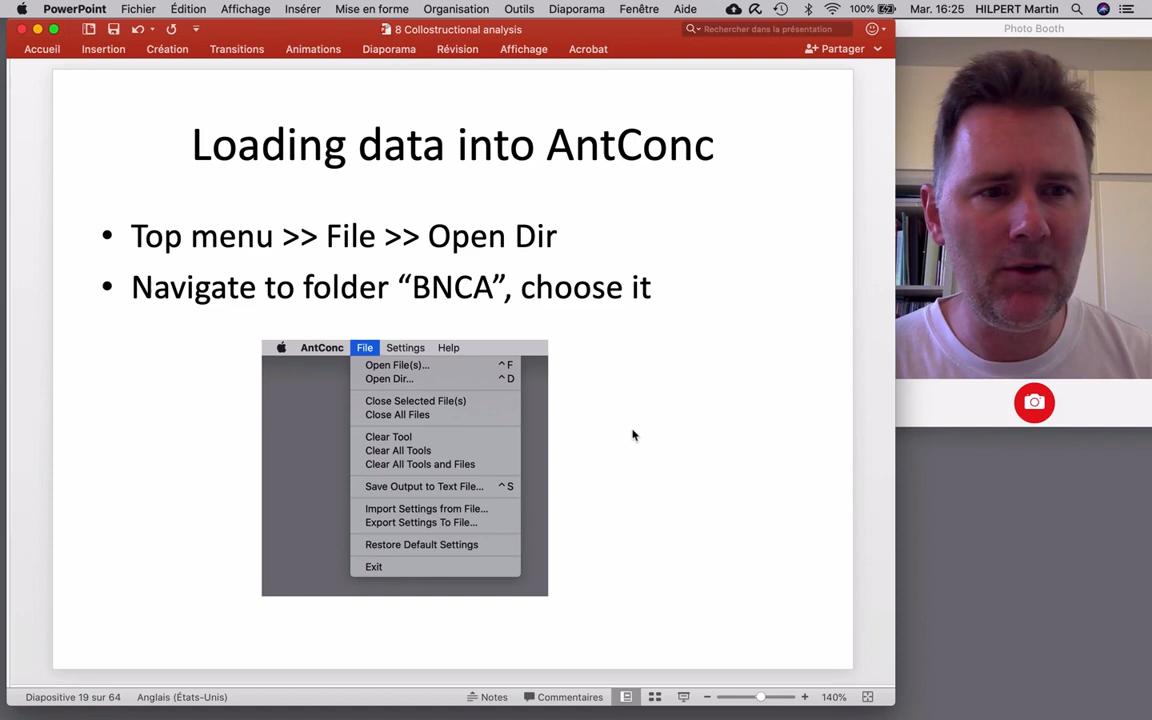 PowerPoint Fichier Édition Affichage Insérer Mise en forme Organisation Outils Diaporama Fenêtre Aide 100% Mar. 16:25 HILPERT Martin
8 Collostructional analysis
Rechercher dans la présentation
Photo Booth
Accueil Insertion Création Transitions Animations Diaporama Révision Affichage Acrobat Partager
Loading data into AntConc
• Top menu >> File >> Open Dir
• Navigate to folder “BNCA”, choose it
AntConc File Settings Help
Open File(s)... ^ F
Open Dir... ^ D
Close Selected File(s)
Close All Files
Clear Tool
Clear All Tools
Clear All Tools and Files
Save Output to Text File... ^ S
Import Settings from File...
Export Settings To File...
Restore Default Settings
Exit
Diapositive 19 sur 64 Anglais (États-Unis) Notes Commentaires 140%